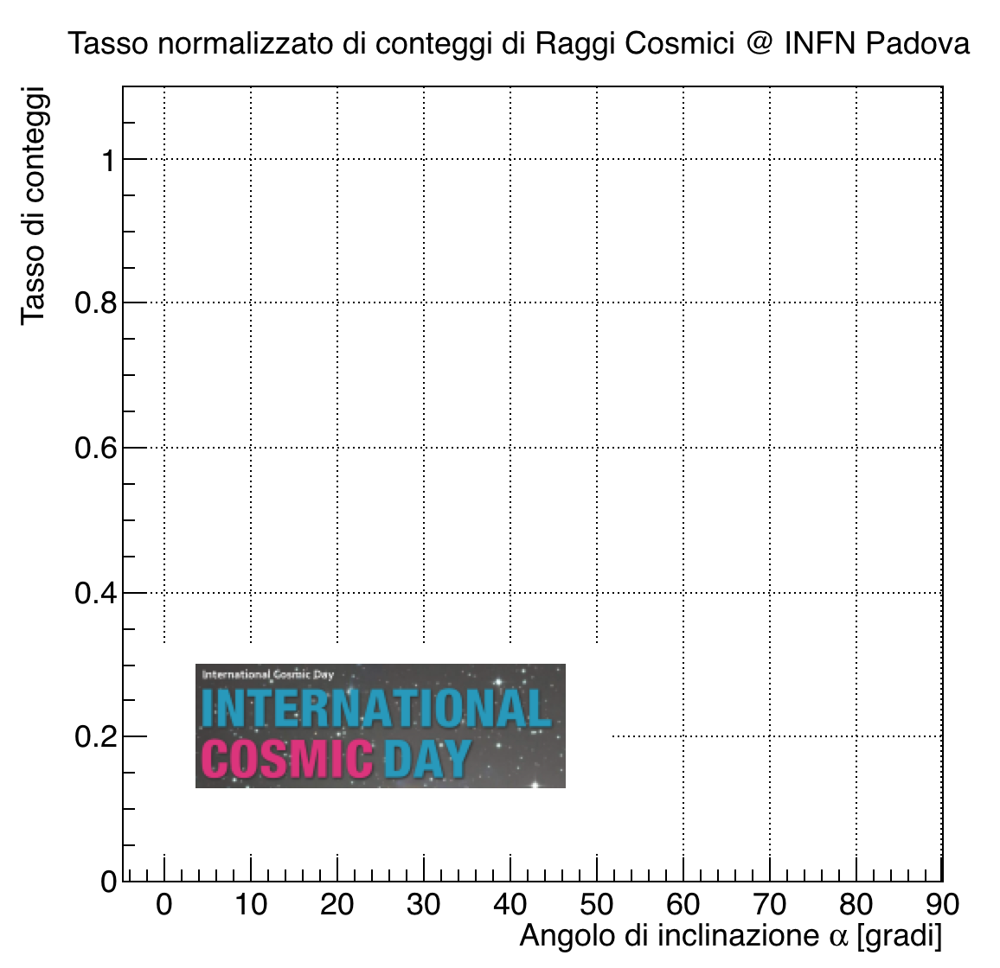 Tasso normalizzato di conteggi di Raggi Cosmici @ INFN Padova
Tasso di conteggi
1
0.8
0.6
0.4
0.2
0
International Cosmic Day
INTERNATIONAL
COSMIC DAY
0 10 20 30 40 50 60 70 80 90
Angolo di inclinazione α [gradi]